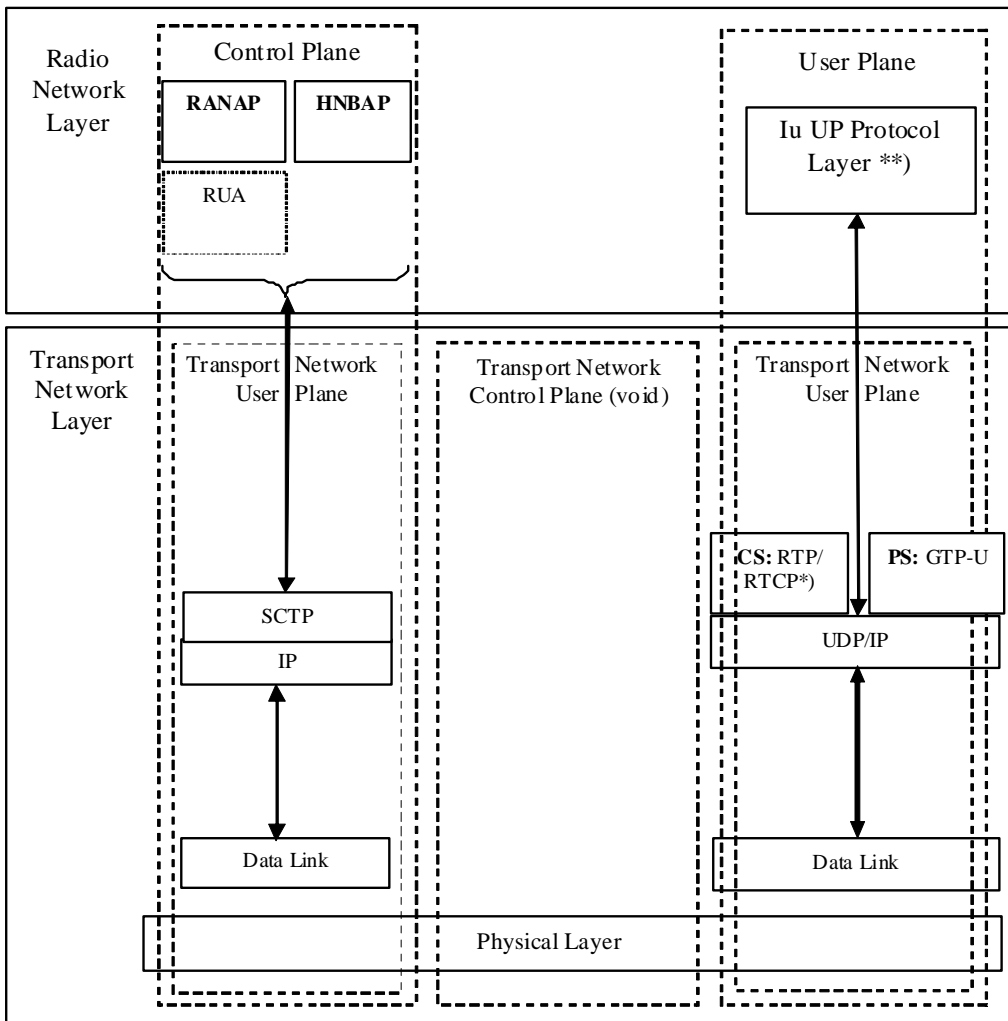 Radio
Network
Layer
Control Plane
RANAP
HNBAP
RUA
User Plane
Iu UP Protocol
Layer **)
Transport
Network
Layer
Transport Network
User Plane
Transport Network
Control Plane (void)
Transport Network
User Plane
SCTP
IP
Data Link
CS: RTP/
RTCP*)
PS: GTP-U
UDP/IP
Data Link
Physical Layer